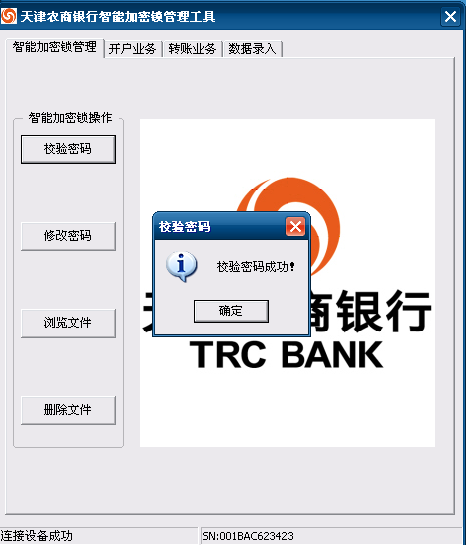 天津农商银行智能加密锁管理工具
智能加密锁管理 开户业务 转账业务 数据录入
智能加密锁操作
校验密码
修改密码
浏览文件
删除文件
校验密码
校验密码成功!
确定
天 商银行
TRC BANK
连接设备成功 SN:001BAC623423